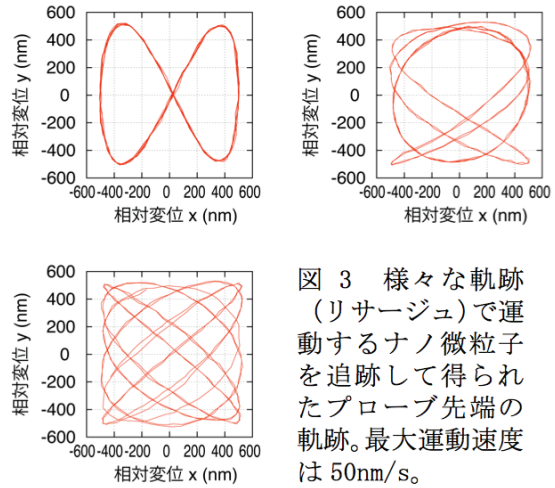 600
400
200
0
-200
-400
-600
相対変位 y (nm)
-600 -400 -200 0 200 400 600
相対変位 x (nm)
600
400
200
0
-200
-400
-600
相対変位 y (nm)
-600 -400 -200 0 200 400 600
相対変位 x (nm)
600
400
200
0
-200
-400
-600
相対変位 y (nm)
-600 -400 -200 0 200 400 600
相対変位 x (nm)
図 3 様々な軌跡
(リサージュ)で運
動するナノ微粒子
を追跡して得られ
たプローブ先端の
軌跡。最大運動速度
は 50nm/s。